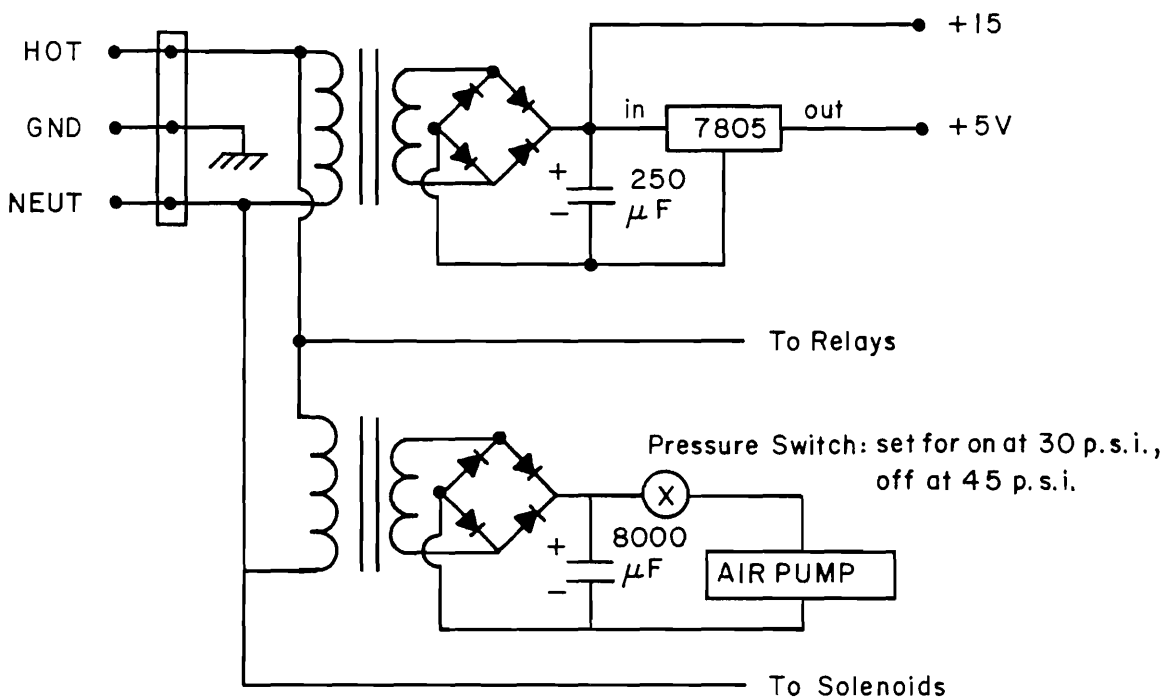 HOT
GND
NEUT
+15
in
7805
out
+5V
+
250
−
μF
To Relays
Pressure Switch: set for on at 30 p.s.i.,
off at 45 p.s.i.
X
+
8000
μF
−
AIR PUMP
To Solenoids